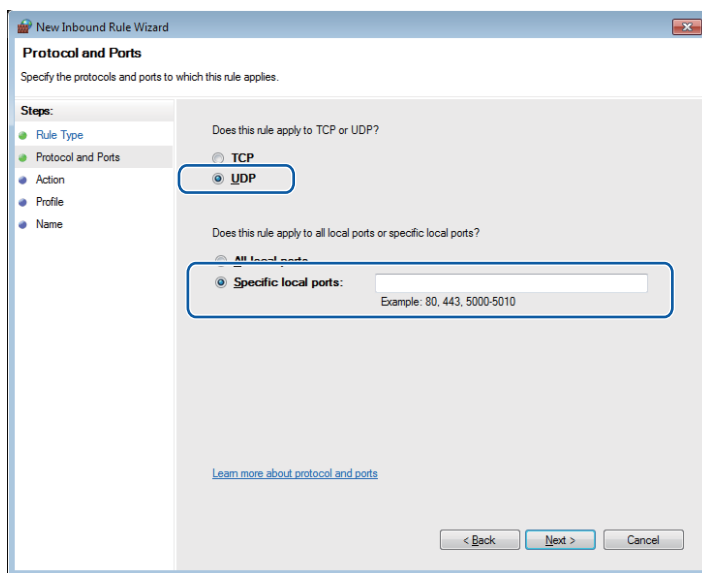 New Inbound Rule Wizard
Protocol and Ports
Specify the protocols and ports to which this rule applies.
Steps:
Rule Type
Protocol and Ports
Action
Profile
Name
Does this rule apply to TCP or UDP?
TCP
UDP
Does this rule apply to all local ports or specific local ports?
All local ports
Specific local ports:
Example: 80, 443, 5000-5010
Learn more about protocol and ports
< Back
Next >
Cancel